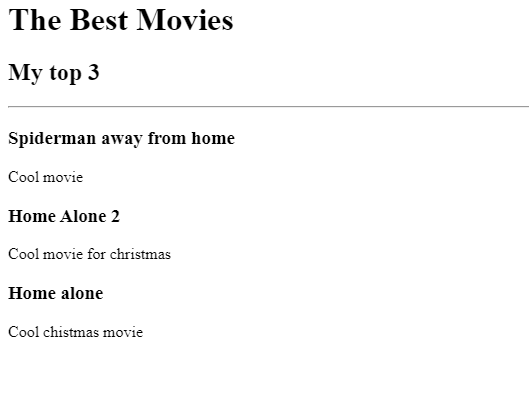 The Best Movies
My top 3
Spiderman away from home
Cool movie
Home Alone 2
Cool movie for christmas
Home alone
Cool chistmas movie